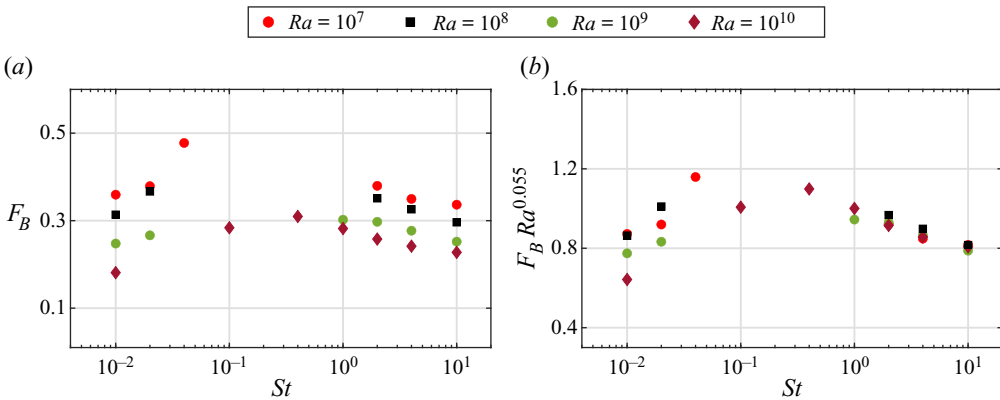 Ra = 10^7 Ra = 10^8 Ra = 10^9 Ra = 10^10
(a) (b)
0.5
0.3
0.1
F_B
10^−2 10^−1 10^0 10^1
St
1.6
1.2
0.8
0.4
F_B Ra^0.055
10^−2 10^−1 10^0 10^1
St